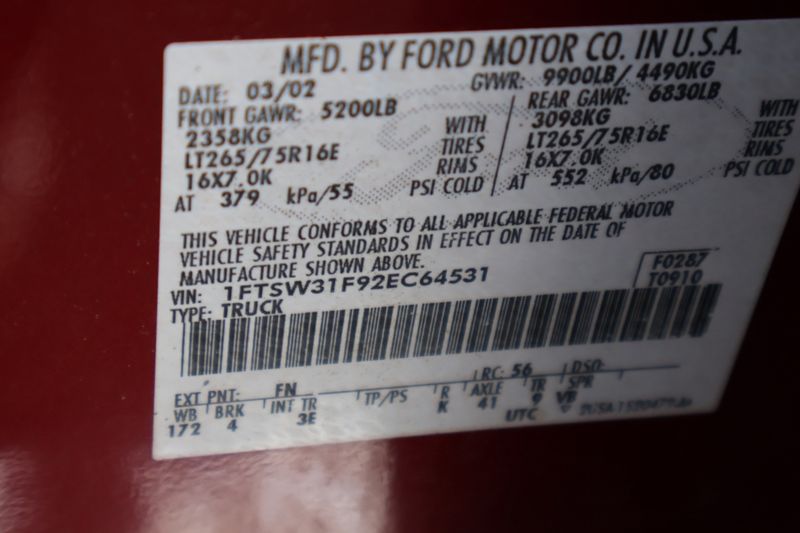 MFD. BY FORD MOTOR CO. IN U.S.A.
DATE: 03/02 GVWR: 9900LB/ 4490KG
FRONT GAWR: 5200LB REAR GAWR: 6830LB
2358KG WITH 3098KG WITH
LT265/75R16E TIRES LT265/75R16E TIRES
16X7.0K RIMS 16X7.0K RIMS
AT 379 kPa/55 PSI COLD AT 552 kPa/80 PSI COLD
THIS VEHICLE CONFORMS TO ALL APPLICABLE FEDERAL MOTOR
VEHICLE SAFETY STANDARDS IN EFFECT ON THE DATE OF
MANUFACTURE SHOWN ABOVE.
VIN: 1FTSW31F92EC64531 F0287
TYPE: TRUCK T0910
EXT PNT: FN RC: 56 DSO:
WB BRK INT TR TP/PS R AXLE TR SPR
172 4 3E K 41 9 VB
UTC